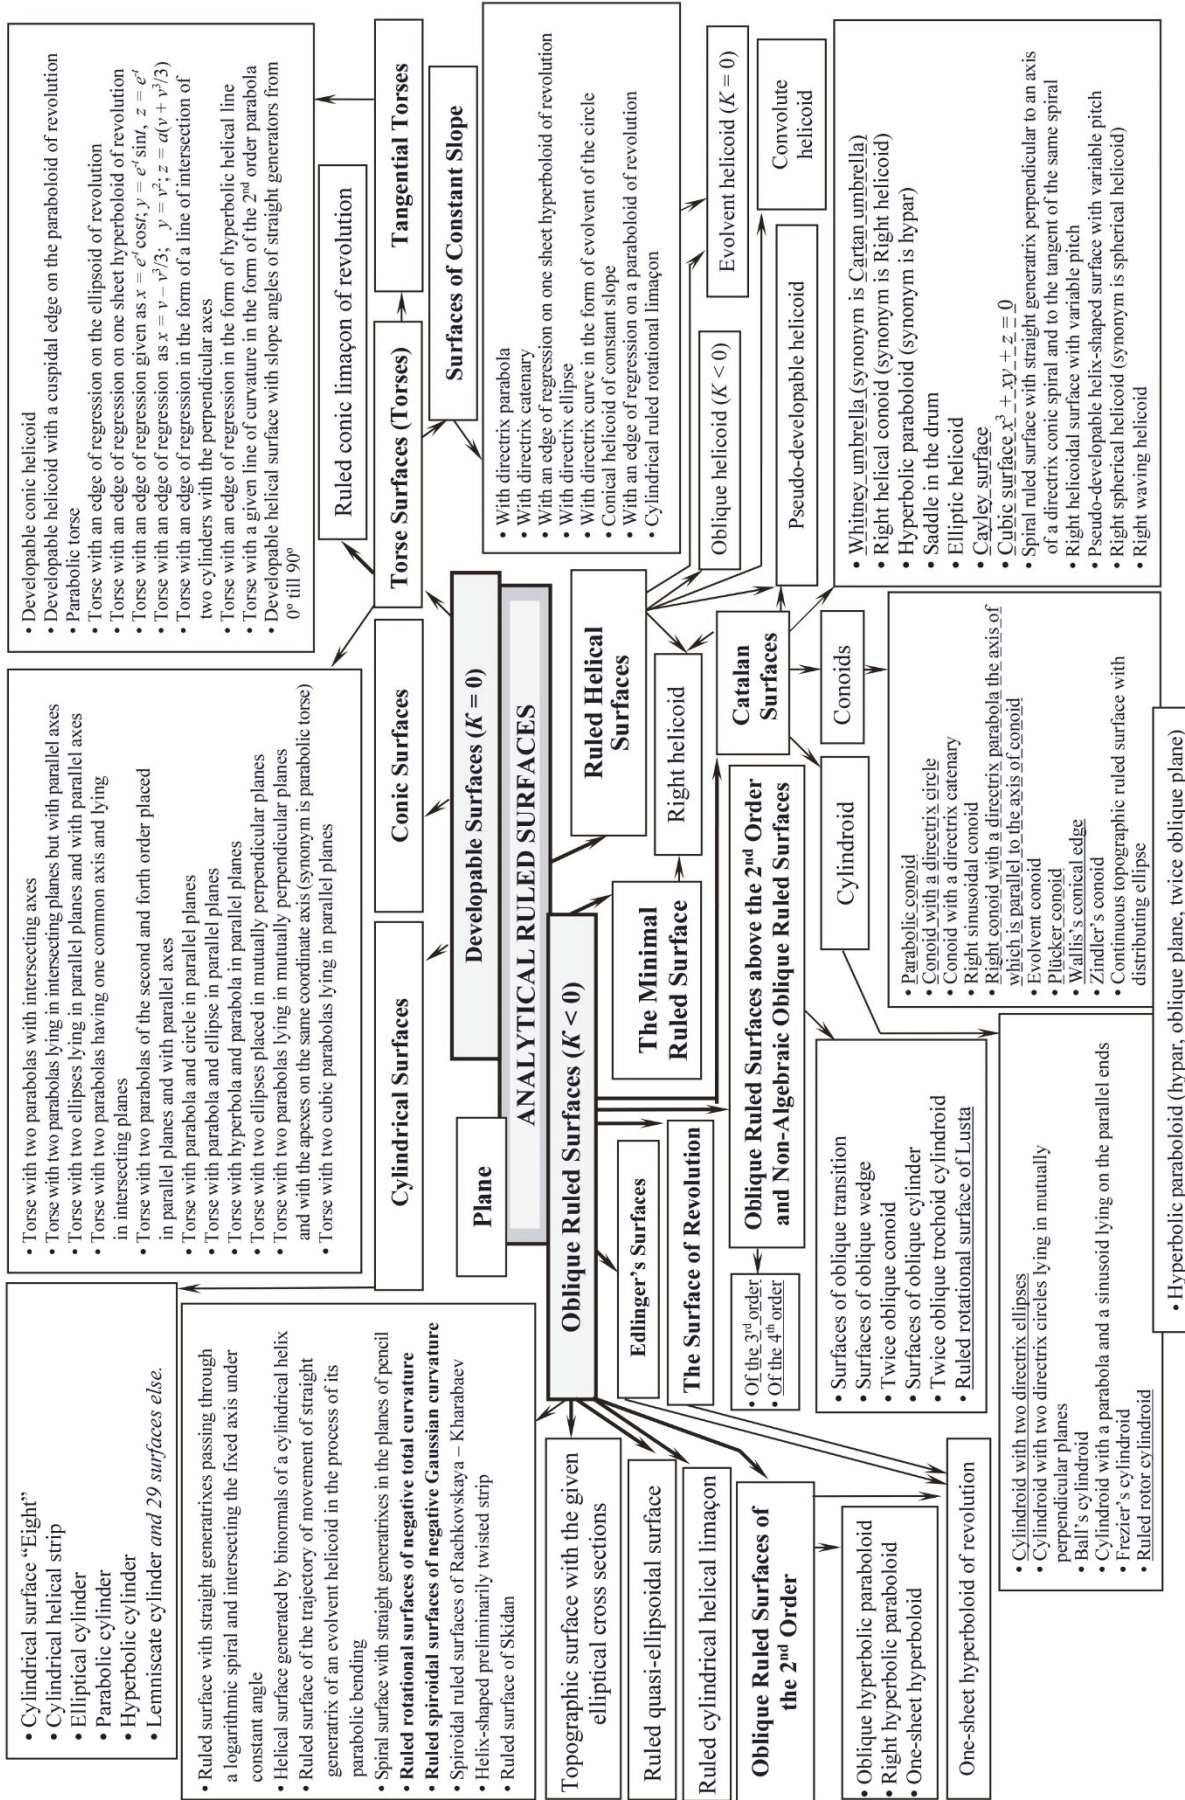 • Cylindrical surface “Eight”
• Cylindrical helical strip
• Elliptical cylinder
• Parabolic cylinder
• Hyperbolic cylinder
• Lemniscate cylinder and 29 surfaces else.
• Torse with two parabolas with intersecting axes
• Torse with two parabolas lying in intersecting planes but with parallel axes
• Torse with two ellipses lying in parallel planes and with parallel axes
• Torse with two parabolas having one common axis and lying
in intersecting planes
• Torse with two parabolas of the second and forth order placed
in parallel planes and with parallel axes
• Torse with parabola and circle in parallel planes
• Torse with parabola and ellipse in parallel planes
• Torse with hyperbola and parabola in parallel planes
• Torse with two ellipses placed in mutually perpendicular planes
• Torse with two parabolas lying in mutually perpendicular planes
and with the apexes on the same coordinate axis (synonym is parabolic torse)
• Torse with two cubic parabolas lying in parallel planes
• Developable conic helicoid
• Developable helicoid with a cuspidal edge on the paraboloid of revolution
• Parabolic torse
• Torse with an edge of regression on the ellipsoid of revolution
• Torse with an edge of regression on one sheet hyperboloid of revolution
• Torse with an edge of regression given as x = eᵗ cost; y = eᵗ sint, z = eᵗ
• Torse with an edge of regression as x = v – v³/3; y = v²; z = a(v + v³/3)
• Torse with an edge of regression in the form of a line of intersection of
two cylinders with the perpendicular axes
• Torse with an edge of regression in the form of hyperbolic helical line
• Torse with a given line of curvature in the form of the 2nd order parabola
• Developable helical surface with slope angles of straight generators from
0º till 90º
Cylindrical Surfaces
Conic Surfaces
Torse Surfaces (Torses)
Tangential Torses
Ruled conic limaçon of revolution
Surfaces of Constant Slope
Plane
Developable Surfaces (K = 0)
ANALYTICAL RULED SURFACES
Oblique Ruled Surfaces (K < 0)
• With directrix parabola
• With directrix catenary
• With an edge of regression on one sheet hyperboloid of revolution
• With directrix ellipse
• With directrix curve in the form of evolvent of the circle
• Conical helicoid of constant slope
• With an edge of regression on a paraboloid of revolution
• Cylindrical ruled rotational limaçon
• Ruled surface with straight generatrixes passing through
a logarithmic spiral and intersecting the fixed axis under
constant angle
• Helical surface generated by binormals of a cylindrical helix
• Ruled surface of the trajectory of movement of straight
generatrix of an evolvent helicoid in the process of its
parabolic bending
• Spiral surface with straight generatrixes in the planes of pencil
• Ruled rotational surfaces of negative total curvature
• Ruled spiroidal surfaces of negative Gaussian curvature
• Spiroidal ruled surfaces of Rachkovskaya – Kharabaev
• Helix-shaped preliminarily twisted strip
• Ruled surface of Skidan
Topographic surface with the given
elliptical cross sections
Ruled quasi-ellipsoidal surface
Ruled cylindrical helical limaçon
Oblique Ruled Surfaces of
the 2nd Order
• Oblique hyperbolic paraboloid
• Right hyperbolic paraboloid
• One-sheet hyperboloid
One-sheet hyperboloid of revolution
Edlinger’s Surfaces
The Surface of Revolution
Oblique Ruled Surfaces above the 2nd Order
and Non-Algebraic Oblique Ruled Surfaces
• Of the 3rd order
• Of the 4th order
• Surfaces of oblique transition
• Surfaces of oblique wedge
• Twice oblique conoid
• Surfaces of oblique cylinder
• Twice oblique trochoid cylindroid
• Ruled rotational surface of Lusta
The Minimal
Ruled Surface
Ruled Helical
Surfaces
Right helicoid
Catalan
Surfaces
Cylindroid
Conoids
Oblique helicoid (K < 0)
Evolvent helicoid (K = 0)
Pseudo-developable helicoid
Convolute
helicoid
• Cylindroid with two directrix ellipses
• Cylindroid with two directrix circles lying in mutually
perpendicular planes
• Ball’s cylindroid
• Cylindroid with a parabola and a sinusoid lying on the parallel ends
• Frezier’s cylindroid
• Ruled rotor cylindroid
• Parabolic conoid
• Conoid with a directrix circle
• Conoid with a directrix catenary
• Right sinusoidal conoid
• Right conoid with a directrix parabola the axis of
which is parallel to the axis of conoid
• Evolvent conoid
• Plücker conoid
• Wallis’s conical edge
• Zindler’s conoid
• Continuous topographic ruled surface with
distributing ellipse
• Whitney umbrella (synonym is Cartan umbrella)
• Right helical conoid (synonym is Right helicoid)
• Hyperbolic paraboloid (synonym is hypar)
• Saddle in the drum
• Elliptic helicoid
• Cayley surface
• Cubic surface x³ + xy + z = 0
• Spiral ruled surface with straight generatrix perpendicular to an axis
of a directrix conic spiral and to the tangent of the same spiral
• Right helicoidal surface with variable pitch
• Pseudo-developable helix-shaped surface with variable pitch
• Right spherical helicoid (synonym is spherical helicoid)
• Right waving helicoid
• Hyperbolic paraboloid (hypar, oblique plane, twice oblique plane)